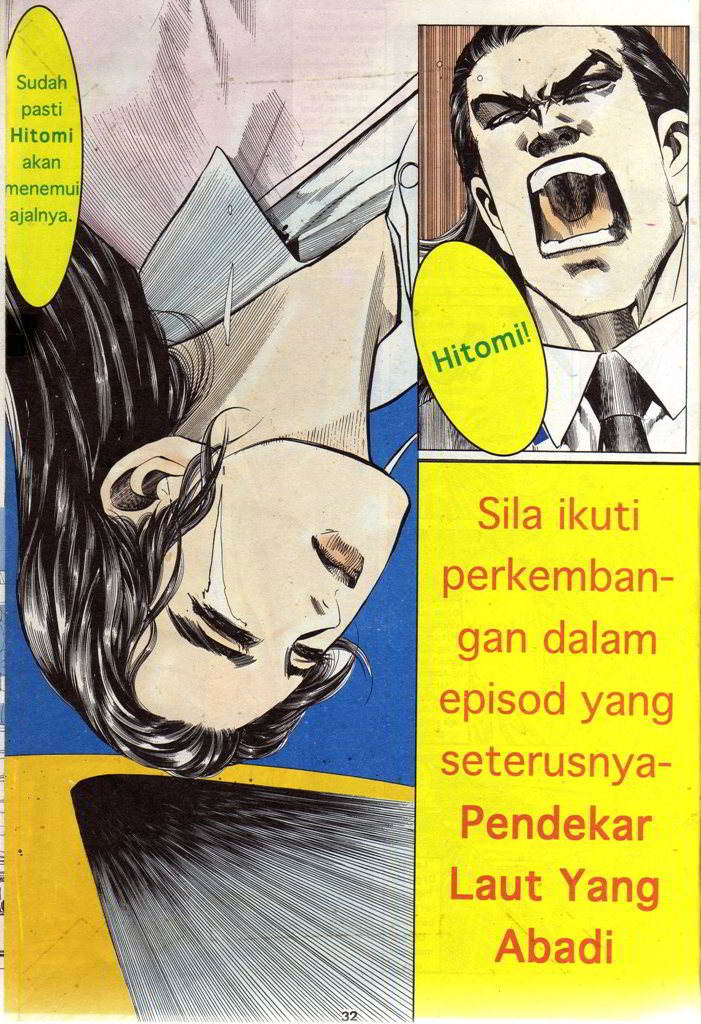 Sudah
pasti
Hitomi
akan
menemui
ajalnya.
Hitomi!
Sila ikuti
perkemban-
gan dalam
episod yang
seterusnya-
Pendekar
Laut Yang
Abadi
32